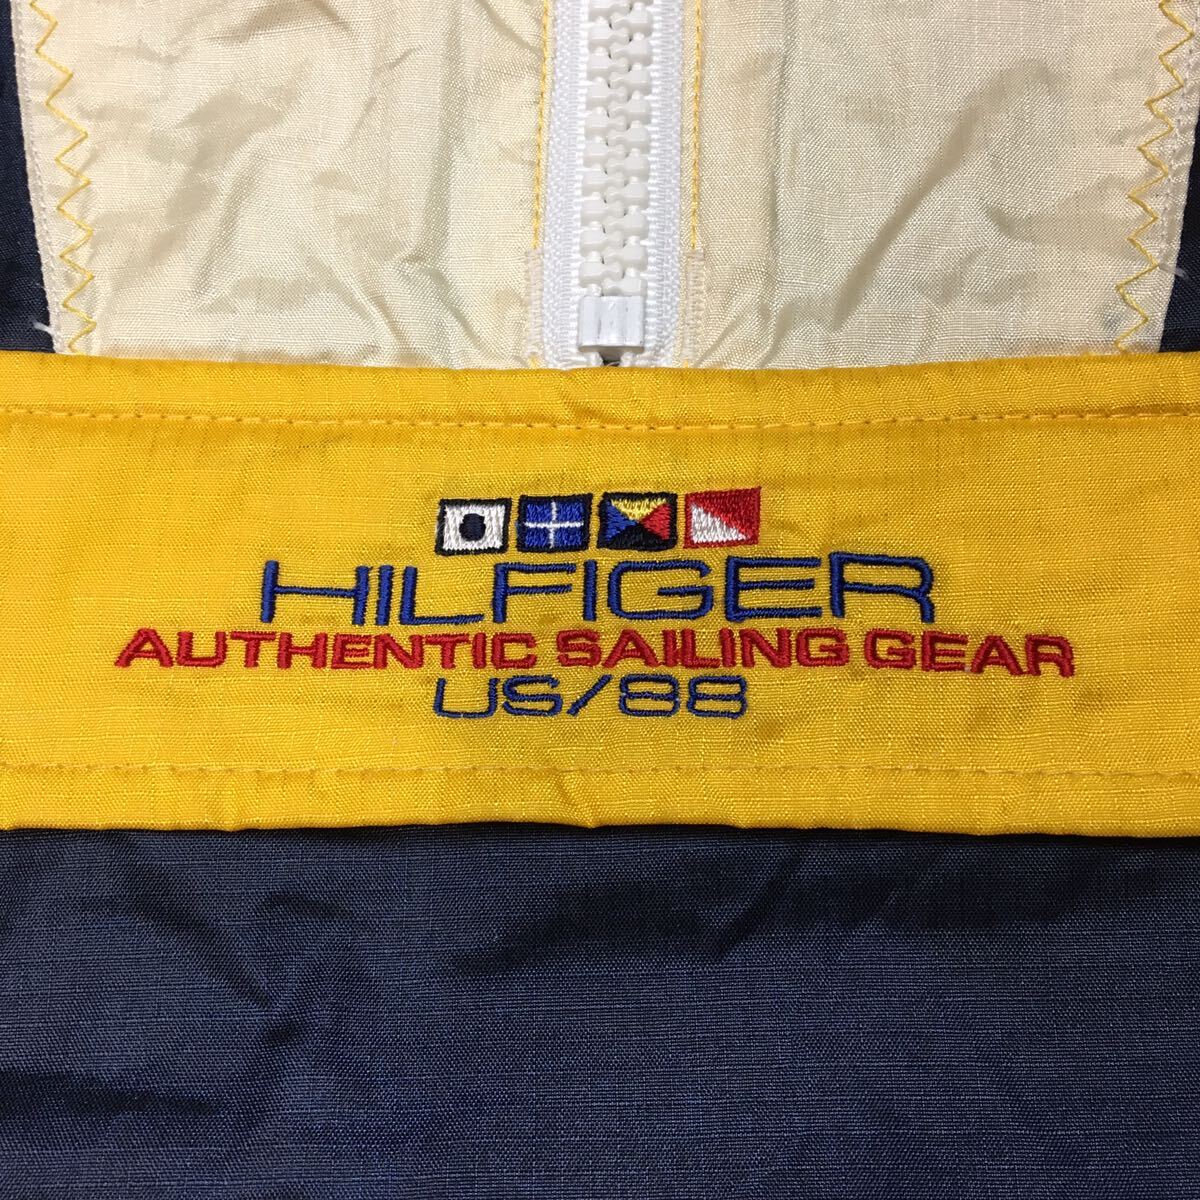 HILFIGER
AUTHENTIC SAILING GEAR
US/88